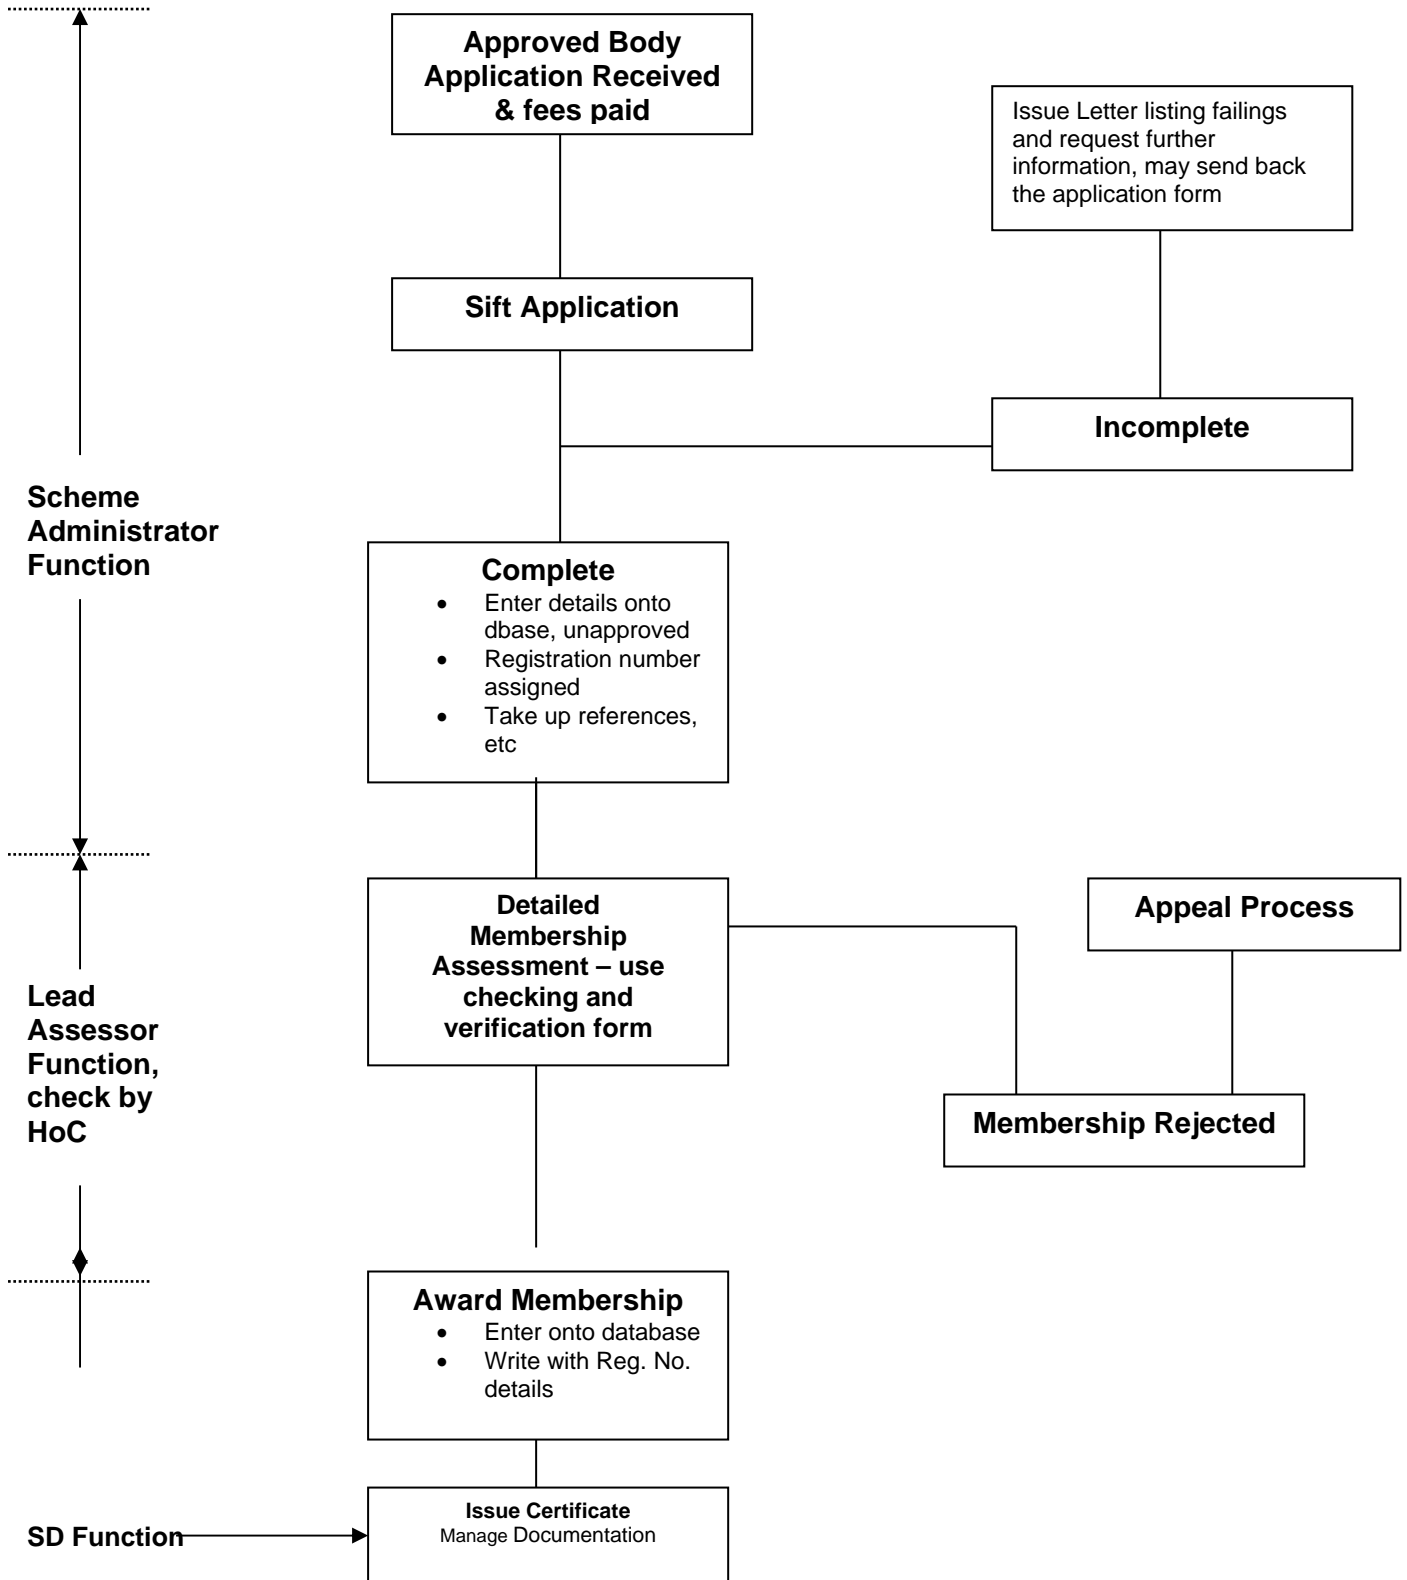 Approved Body
Application Received
& fees paid
Issue Letter listing failings
and request further
information, may send back
the application form
Sift Application
Incomplete
Scheme
Administrator
Function
Complete
• Enter details onto
dbase, unapproved
• Registration number
assigned
• Take up references,
etc
Detailed
Membership
Assessment – use
checking and
verification form
Appeal Process
Lead
Assessor
Function,
check by
HoC
Membership Rejected
Award Membership
• Enter onto database
• Write with Reg. No.
details
Issue Certificate
Manage Documentation
SD Function